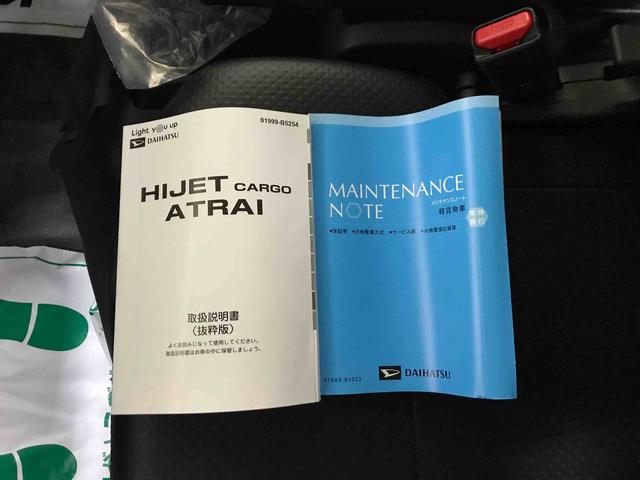 Light you up
DAIHATSU
01999-B5254
HIJET CARGO
ATRAI
取扱説明書
(抜粋版)
よくお読みになって使用してください。
取扱説明書はお車の中に保管しましょう。
MAINTENANCE
NOTE
メンテナンスノート
軽貨物車
●保証書 ●点検整備方式 ●サービス網 ●点検整備記録簿
01989-B5253
DAIHATSU
PRESS